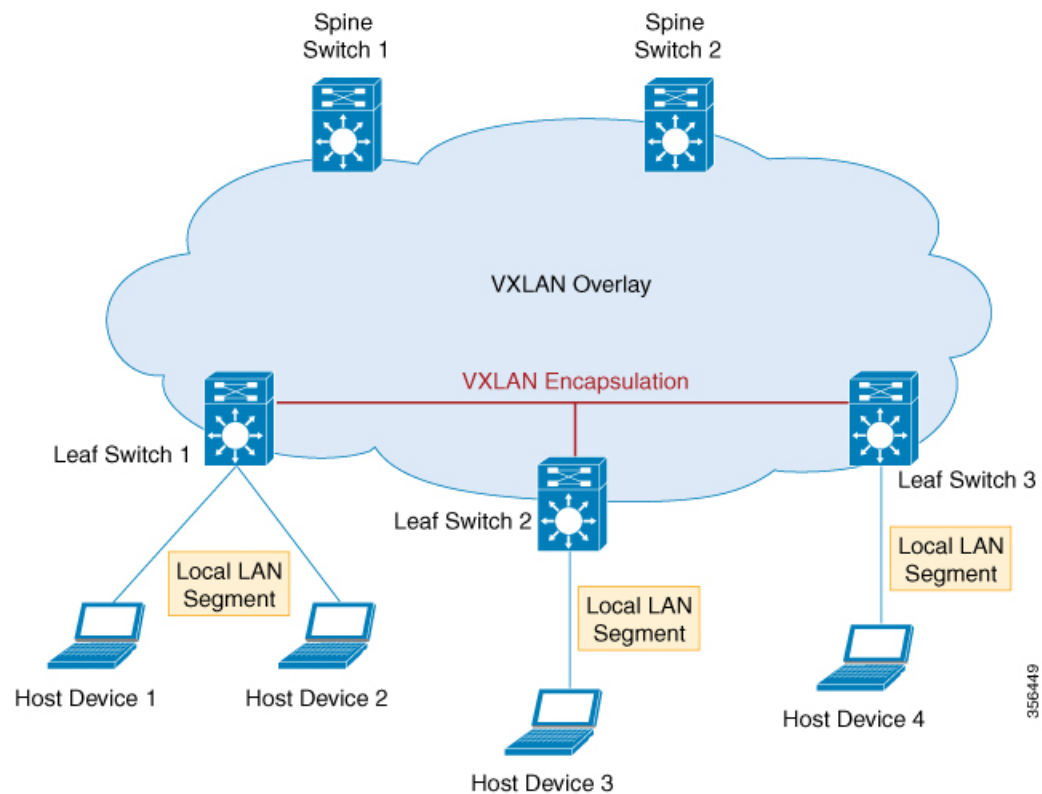 Spine
Switch 1
Spine
Switch 2
VXLAN Overlay
VXLAN Encapsulation
Leaf Switch 1
Leaf Switch 2
Leaf Switch 3
Local LAN
Segment
Local LAN
Segment
Local LAN
Segment
Host Device 1
Host Device 2
Host Device 3
Host Device 4
356449